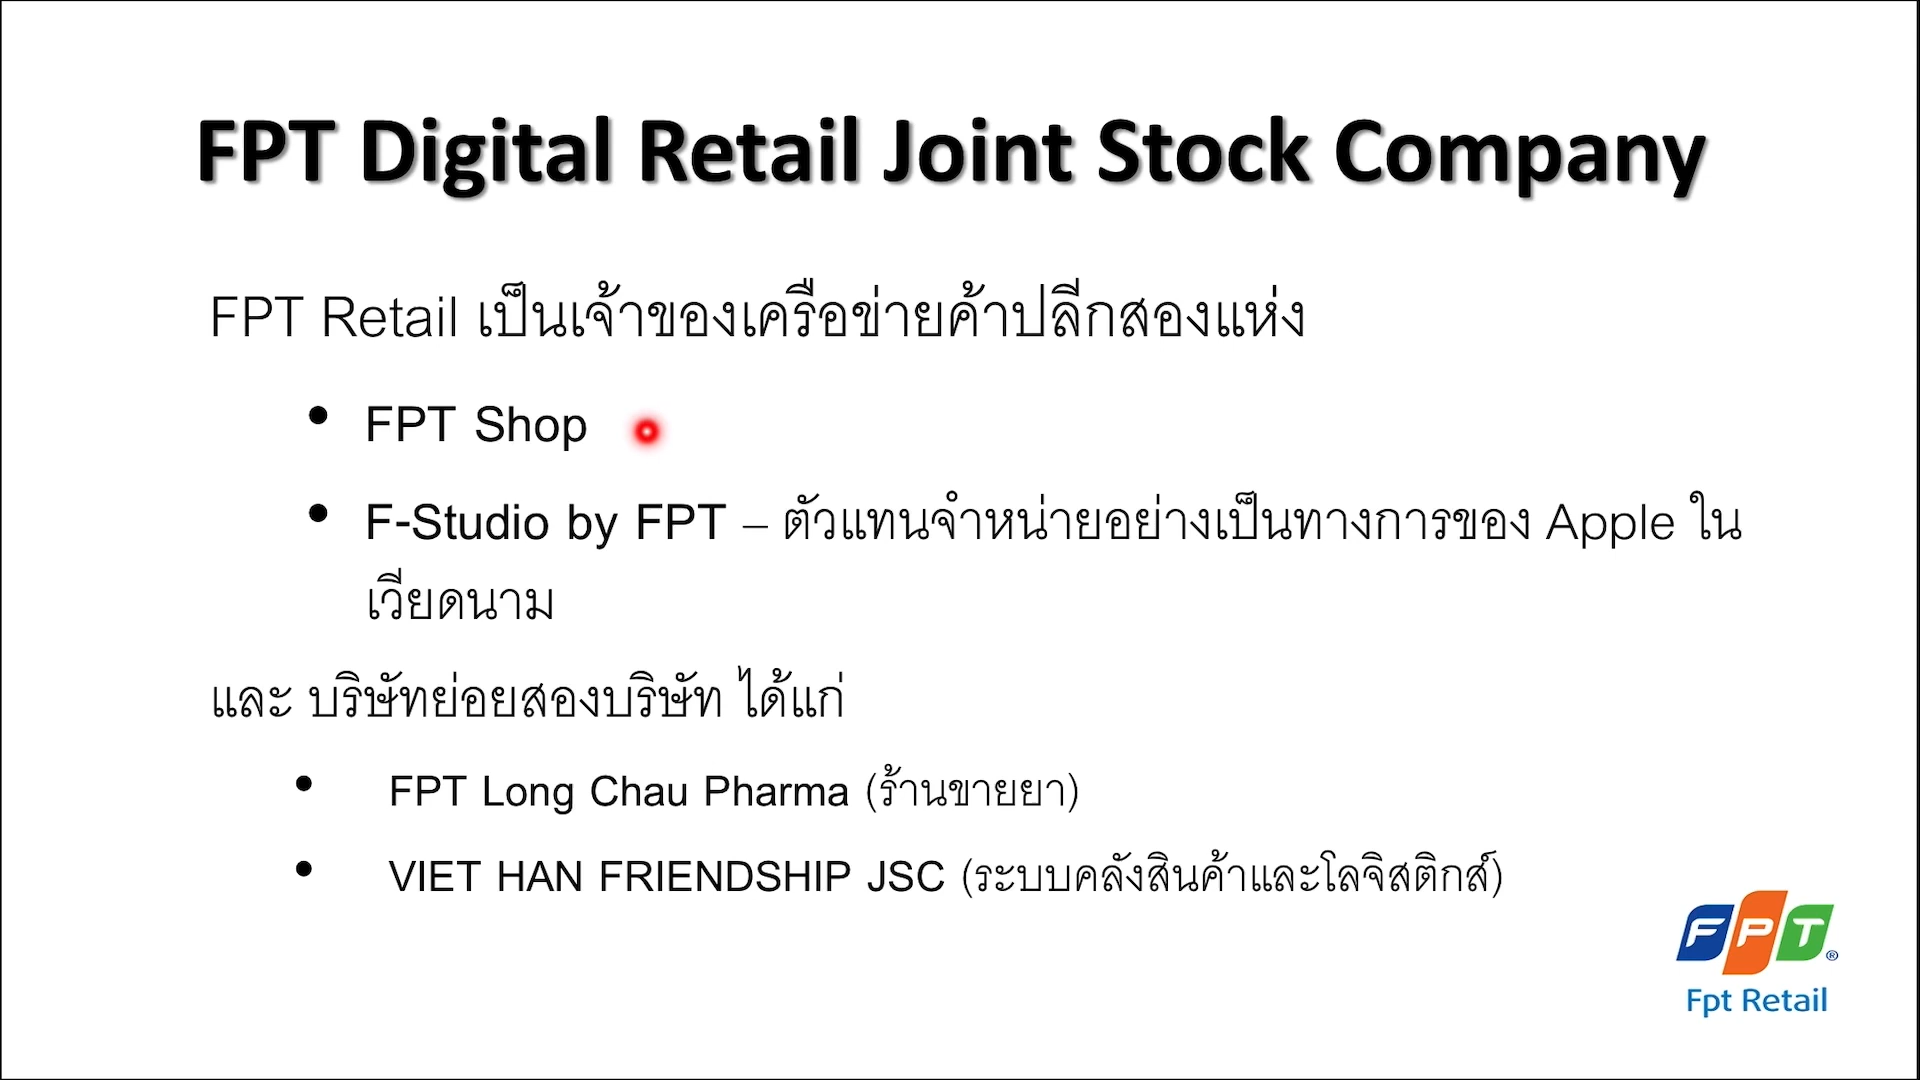 FPT Digital Retail Joint Stock Company
FPT Retail เป็นเจ้าของเครือข่ายค้าปลีกสองแห่ง
• FPT Shop
• F-Studio by FPT – ตัวแทนจำหน่ายอย่างเป็นทางการของ Apple ใน
เวียดนาม
และ บริษัทย่อยสองบริษัท ได้แก่
• FPT Long Chau Pharma (ร้านขายยา)
• VIET HAN FRIENDSHIP JSC (ระบบคลังสินค้าและโลจิสติกส์)
FPT®
Fpt Retail